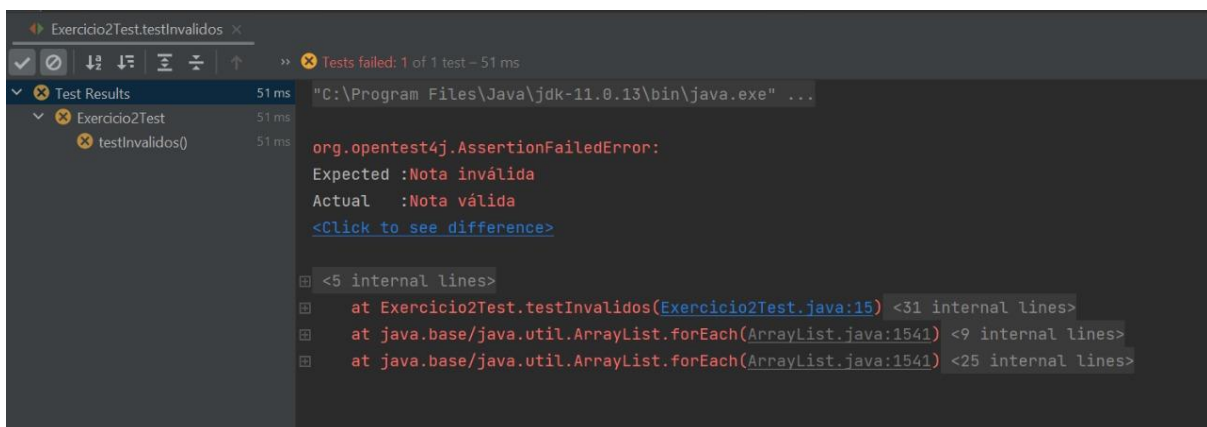 Exercicio2Test.testInvalidos ×
Tests failed: 1 of 1 test – 51 ms
Test Results 51 ms
Exercicio2Test 51 ms
testInvalidos() 51 ms
"C:\Program Files\Java\jdk-11.0.13\bin\java.exe" ...
org.opentest4j.AssertionFailedError:
Expected :Nota inválida
Actual :Nota válida
<Click to see difference>
<5 internal lines>
at Exercicio2Test.testInvalidos(Exercicio2Test.java:15) <31 internal lines>
at java.base/java.util.ArrayList.forEach(ArrayList.java:1541) <9 internal lines>
at java.base/java.util.ArrayList.forEach(ArrayList.java:1541) <25 internal lines>